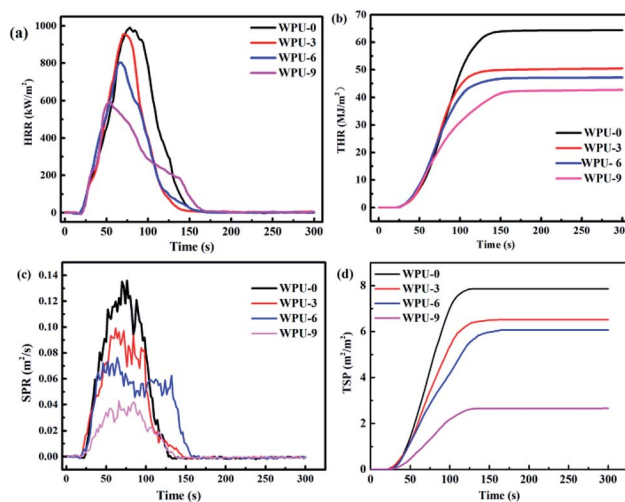 (a)
WPU-0
WPU-3
WPU-6
WPU-9
HRR (kW/m²)
1000
800
600
400
200
0
0 50 100 150 200 250 300
Time (s)
(b)
WPU-0
WPU-3
WPU- 6
WPU-9
THR (MJ/m²)
70
60
50
40
30
20
10
0
0 50 100 150 200 250 300
Time (s)
(c)
WPU-0
WPU-3
WPU-6
WPU-9
SPR (m²/s)
0.14
0.12
0.10
0.08
0.06
0.04
0.02
0.00
0 50 100 150 200 250 300
Time (s)
(d)
WPU-0
WPU-3
WPU-6
WPU-9
TSP (m²/m²)
8
6
4
2
0
0 50 100 150 200 250 300
Time (s)